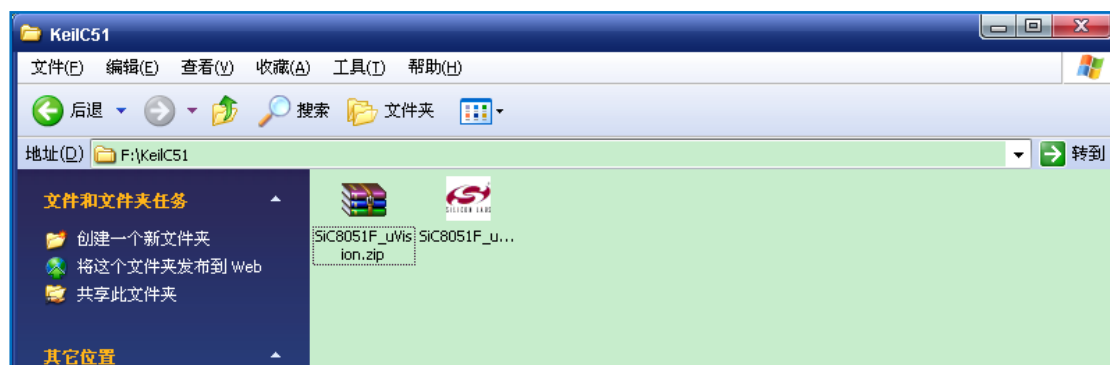 KeilC51
文件(F) 编辑(E) 查看(V) 收藏(A) 工具(T) 帮助(H)
后退 搜索 文件夹
地址(D) F:\KeilC51 转到
文件和文件夹任务
创建一个新文件夹
将这个文件夹发布到 Web
共享此文件夹
其它位置
SILICON LABS
SiC8051F_uVis
ion.zip
SiC8051F_u...